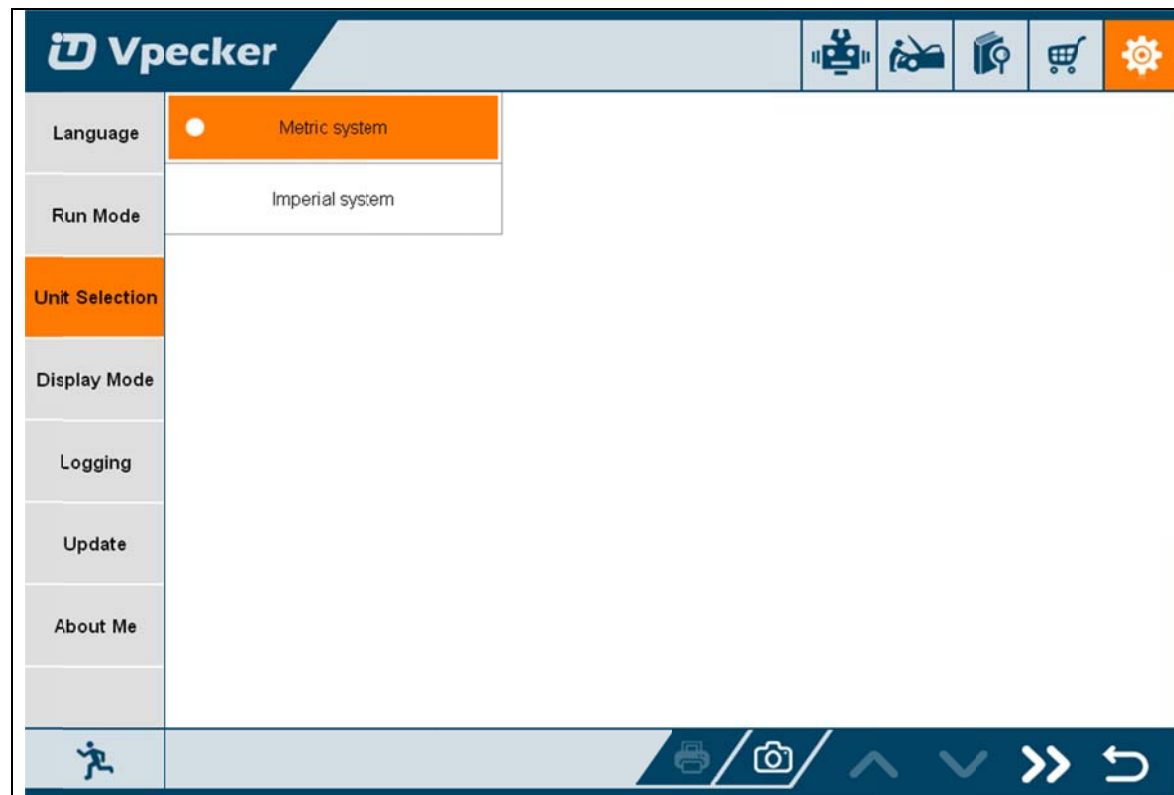 Vpecker
Language
Metric system
Imperial system
Run Mode
Unit Selection
Display Mode
Logging
Update
About Me